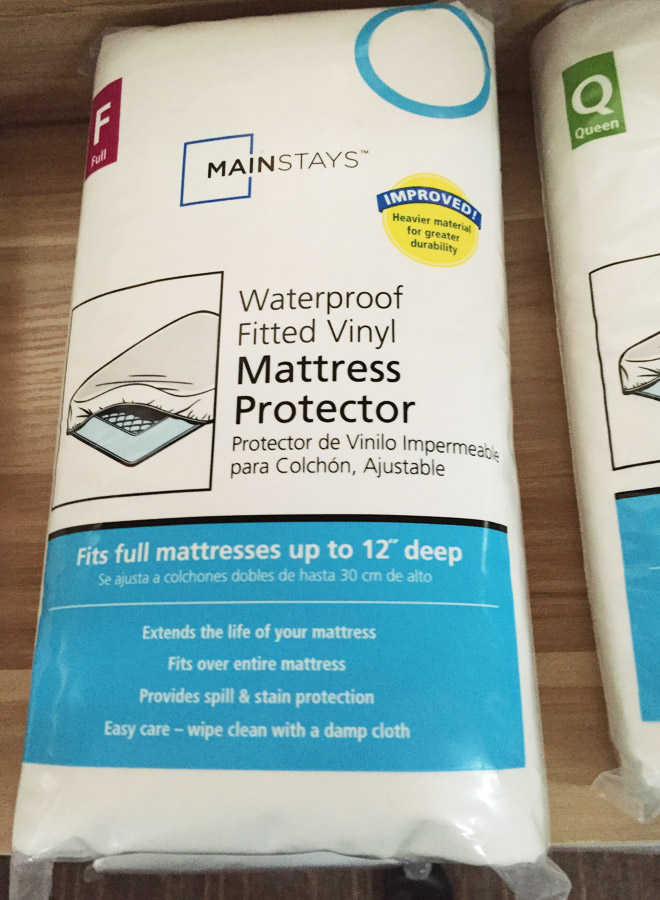 F
Full
MAINSTAYS™
IMPROVED!
Heavier material
for greater
durability
Waterproof
Fitted Vinyl
Mattress
Protector
Protector de Vinilo Impermeable
para Colchón, Ajustable
Fits full mattresses up to 12˝ deep
Se ajusta a colchones dobles de hasta 30 cm de alto
Extends the life of your mattress
Fits over entire mattress
Provides spill & stain protection
Easy care – wipe clean with a damp cloth
Q
Queen